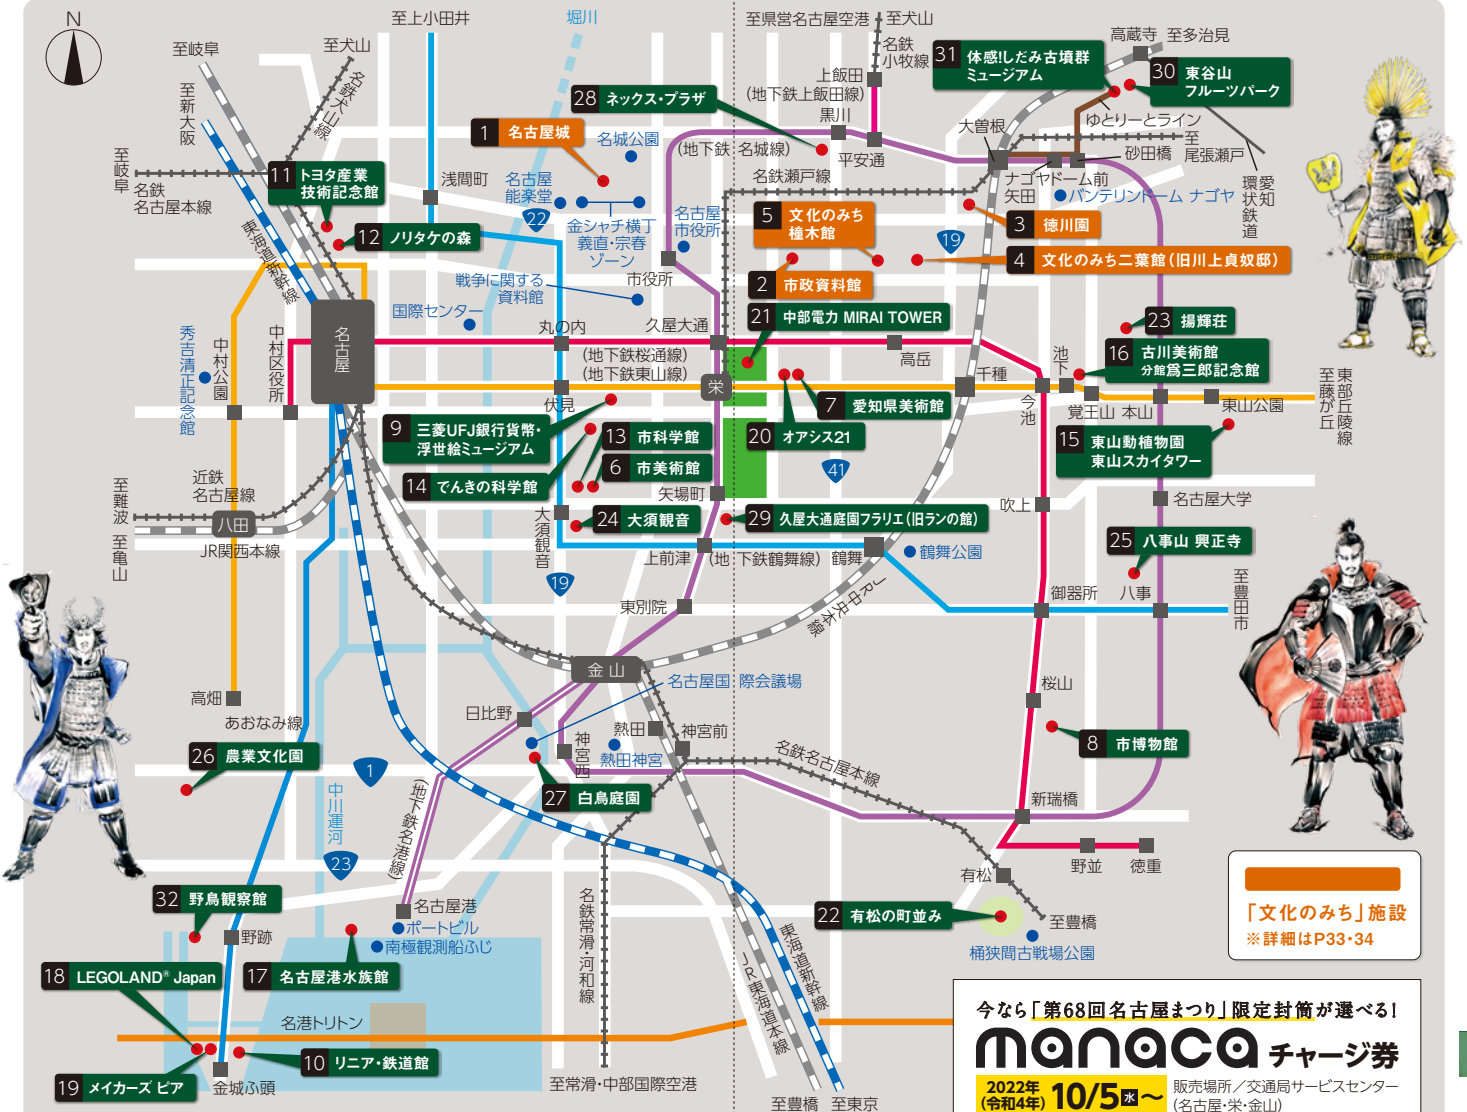 N
至上小田井
堀川
至県営名古屋空港
至犬山
名鉄
小牧線
高蔵寺
至多治見
至岐阜
至犬山
名鉄犬山線
至新大阪
31 体感!しだみ古墳群
ミュージアム
30 東谷山
フルーツパーク
上飯田
(地下鉄上飯田線)
28 ネックス・プラザ
黒川
ゆとりーとライン
1 名古屋城
名城公園
(地下鉄 名城線)
平安通
大曽根
砂田橋
至
尾張瀬戸
至岐阜
名鉄
名古屋本線
11 トヨタ産業
技術記念館
浅間町
名古屋
能楽堂
22
名鉄瀬戸線
ナゴヤドーム前
矢田
バンテリンドーム ナゴヤ
愛知
環状鉄道
金シャチ横丁
義直・宗春
ゾーン
名古屋
市役所
5 文化のみち
橦木館
3 徳川園
19
12 ノリタケの森
東海道新幹線
4 文化のみち二葉館(旧川上貞奴邸)
市役所
2 市政資料館
戦争に関する
資料館
国際センター
21 中部電力 MIRAI TOWER
23 揚輝荘
名古屋
丸の内
久屋大通
高岳
秀吉清正記念館
中村公園
中村区役所
(地下鉄桜通線)
(地下鉄東山線)
池下
16 古川美術館
分館爲三郎記念館
栄
千種
伏見
7 愛知県美術館
今池
覚王山
本山
東山公園
至藤が丘
東部丘陵線
9 三菱UFJ銀行貨幣・
浮世絵ミュージアム
13 市科学館
20 オアシス21
15 東山動植物園
東山スカイタワー
6 市美術館
41
14 でんきの科学館
矢場町
近鉄
名古屋線
至難波
八田
至亀山
JR関西本線
大須観音
24 大須観音
29 久屋大通庭園フラリエ(旧ランの館)
吹上
名古屋大学
25 八事山 興正寺
上前津
(地下鉄鶴舞線)
鶴舞
鶴舞公園
19
JR中央本線
東別院
御器所
八事
至豊田市
金山
高畑
あおなみ線
名古屋国際会議場
桜山
日比野
熱田
神宮前
神宮西
熱田神宮
名鉄名古屋本線
8 市博物館
26 農業文化園
1
27 白鳥庭園
中川運河
(地下鉄名港線)
新瑞橋
23
野並
徳重
有松
32 野鳥観察館
名古屋港
ポートビル
南極観測船ふじ
野跡
名鉄常滑・河和線
22 有松の町並み
至豊橋
桶狭間古戦場公園
「文化のみち」施設
※詳細はP33・34
18 LEGOLAND® Japan
17 名古屋港水族館
東海道新幹線
JR東海道本線
名港トリトン
10 リニア・鉄道館
19 メイカーズ ピア
金城ふ頭
至常滑・中部国際空港
至豊橋
至東京
今なら「第68回名古屋まつり」限定封筒が選べる!
manaca チャージ券
2022年
(令和4年) 10/5 水 〜
販売場所／交通局サービスセンター
(名古屋・栄・金山)